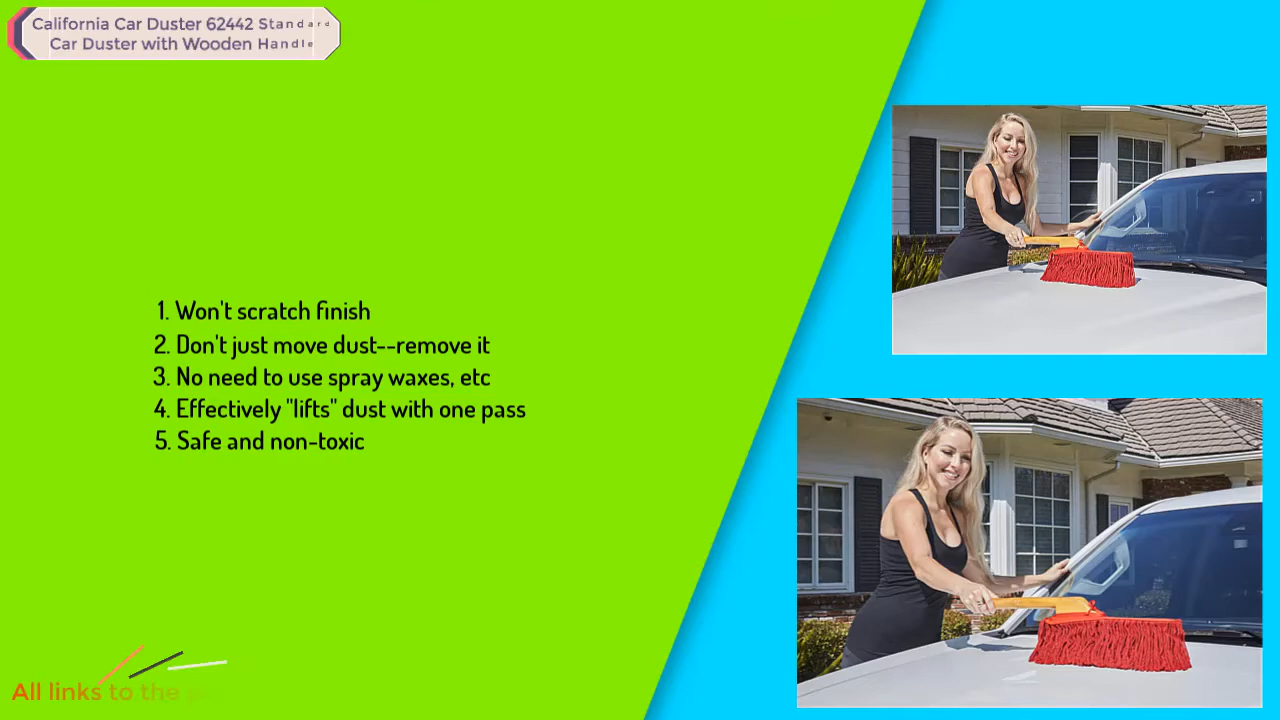 California Car Duster 62442 Standard
Car Duster with Wooden Handle
1. Won't scratch finish
2. Don't just move dust--remove it
3. No need to use spray waxes, etc
4. Effectively "lifts" dust with one pass
5. Safe and non-toxic
All links to the